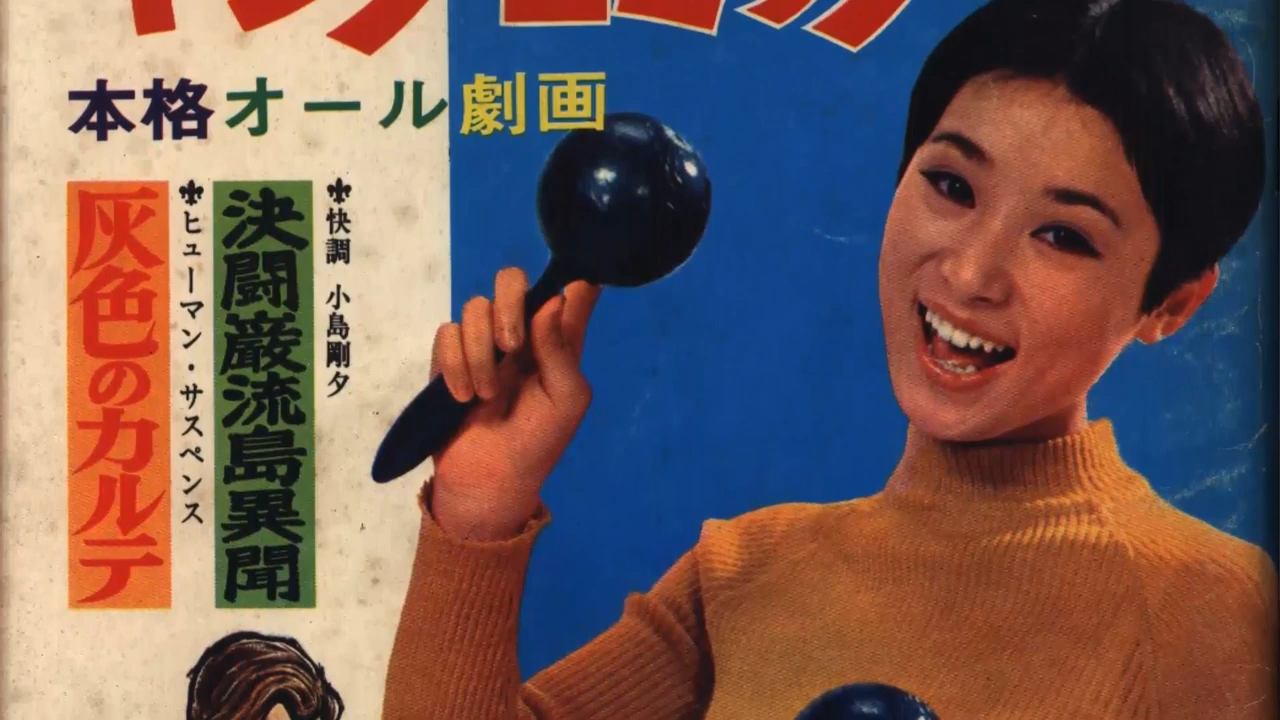 本格オール劇画
快調 小島剛夕
決闘巌流島異聞
ヒューマン・サスペンス
灰色のカルテ